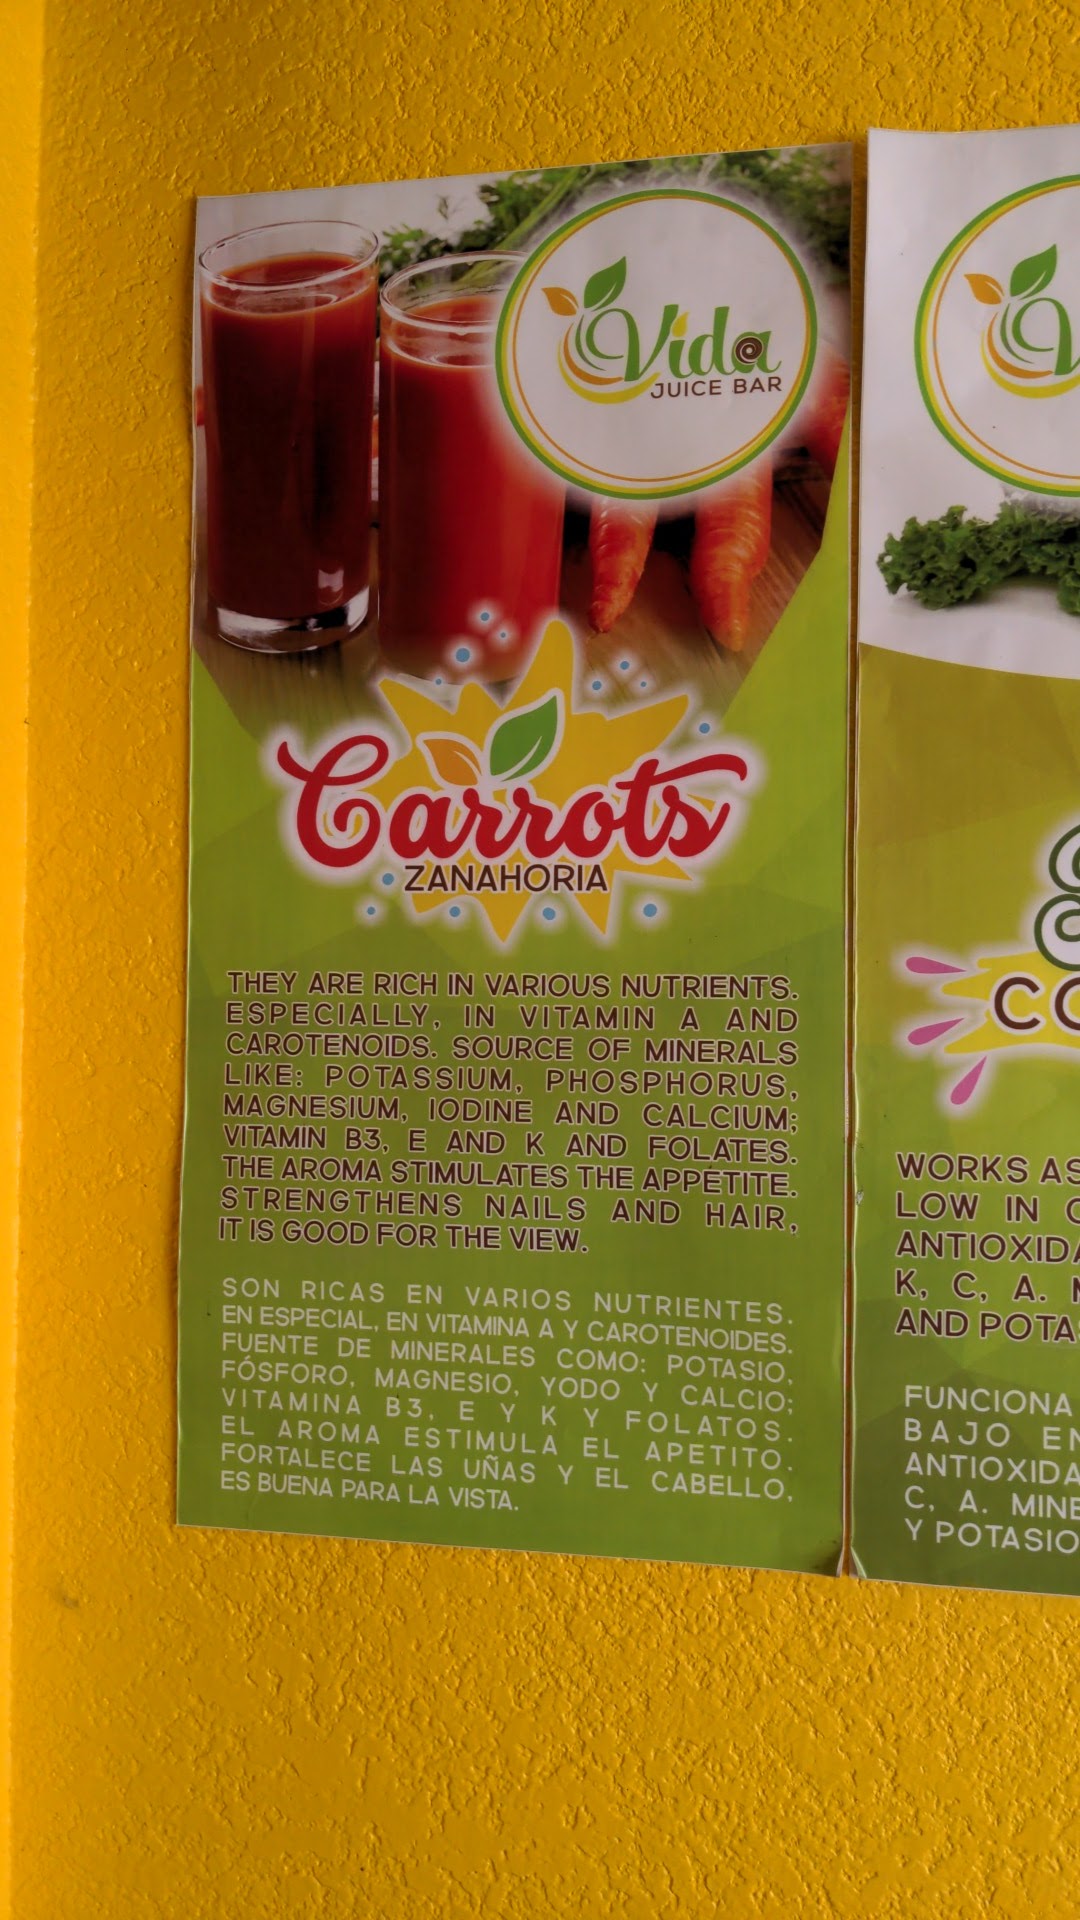 Vida
JUICE BAR
Carrots
ZANAHORIA
THEY ARE RICH IN VARIOUS NUTRIENTS.
ESPECIALLY, IN VITAMIN A AND
CAROTENOIDS. SOURCE OF MINERALS
LIKE: POTASSIUM, PHOSPHORUS,
MAGNESIUM, IODINE AND CALCIUM;
VITAMIN B3, E AND K AND FOLATES.
THE AROMA STIMULATES THE APPETITE.
STRENGTHENS NAILS AND HAIR,
IT IS GOOD FOR THE VIEW.
SON RICAS EN VARIOS NUTRIENTES.
EN ESPECIAL, EN VITAMINA A Y CAROTENOIDES.
FUENTE DE MINERALES COMO: POTASIO,
FÓSFORO, MAGNESIO, YODO Y CALCIO;
VITAMINA B3, E Y K Y FOLATOS.
EL AROMA ESTIMULA EL APETITO.
FORTALECE LAS UÑAS Y EL CABELLO,
ES BUENA PARA LA VISTA.
WORKS AS
LOW IN
K, C, A.
AND
FUNCIONA
BAJO EN
C, A.
Y POTASIO